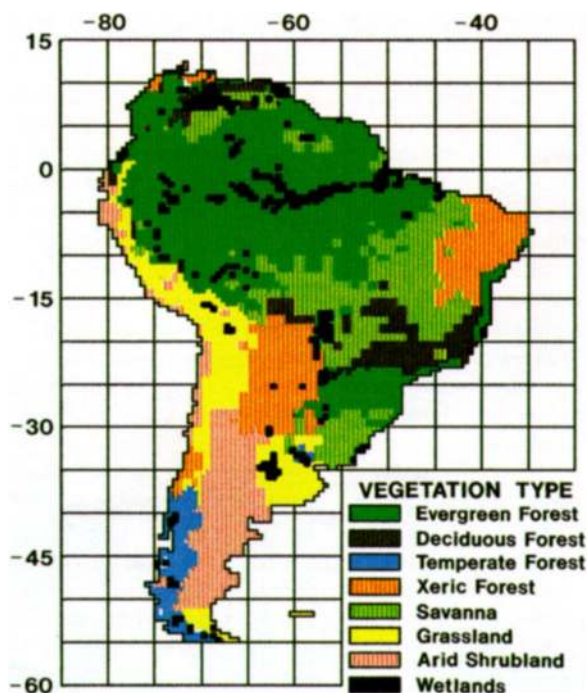 -80 -60 -40
15
0
-15
-30
-45
-60
VEGETATION TYPE
Evergreen Forest
Deciduous Forest
Temperate Forest
Xeric Forest
Savanna
Grassland
Arid Shrubland
Wetlands